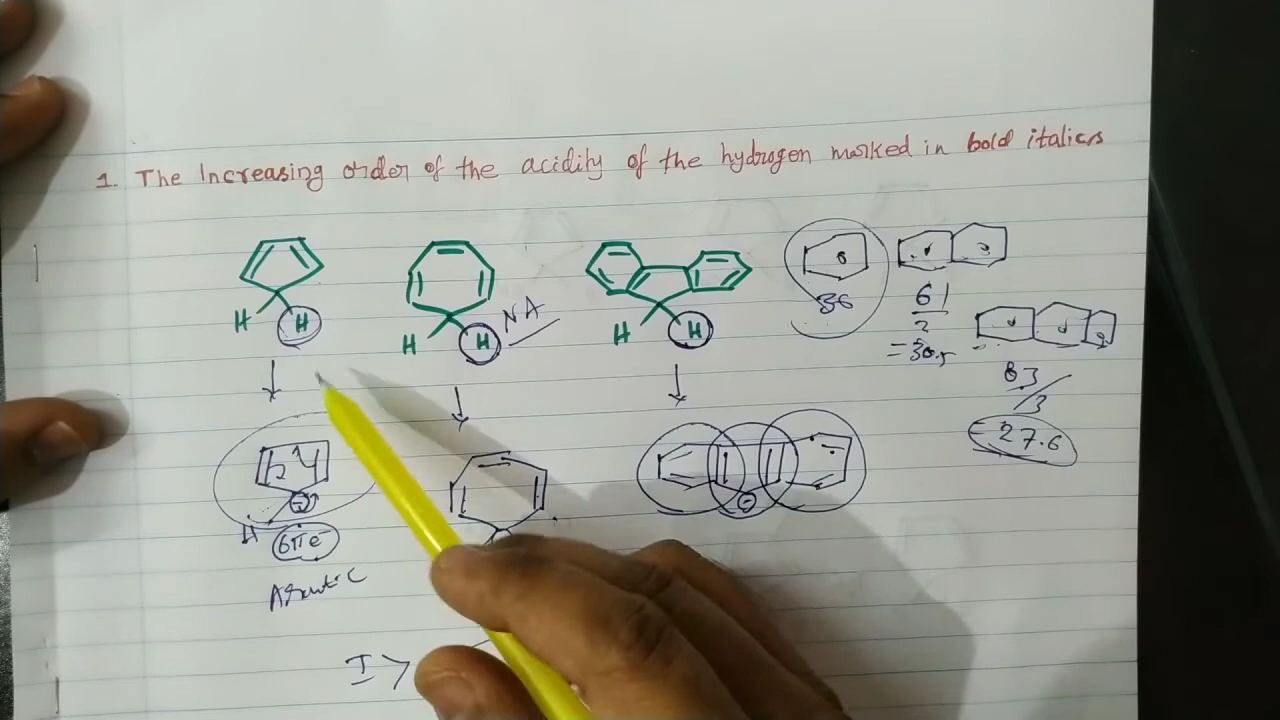 1. The Increasing order of the acidity of the hydrogen marked in bold italics
H H
H H NA
H H
86
61
2
= 30.5
83
3
= 27.6
6πe⁻
H
Aromatic
I >